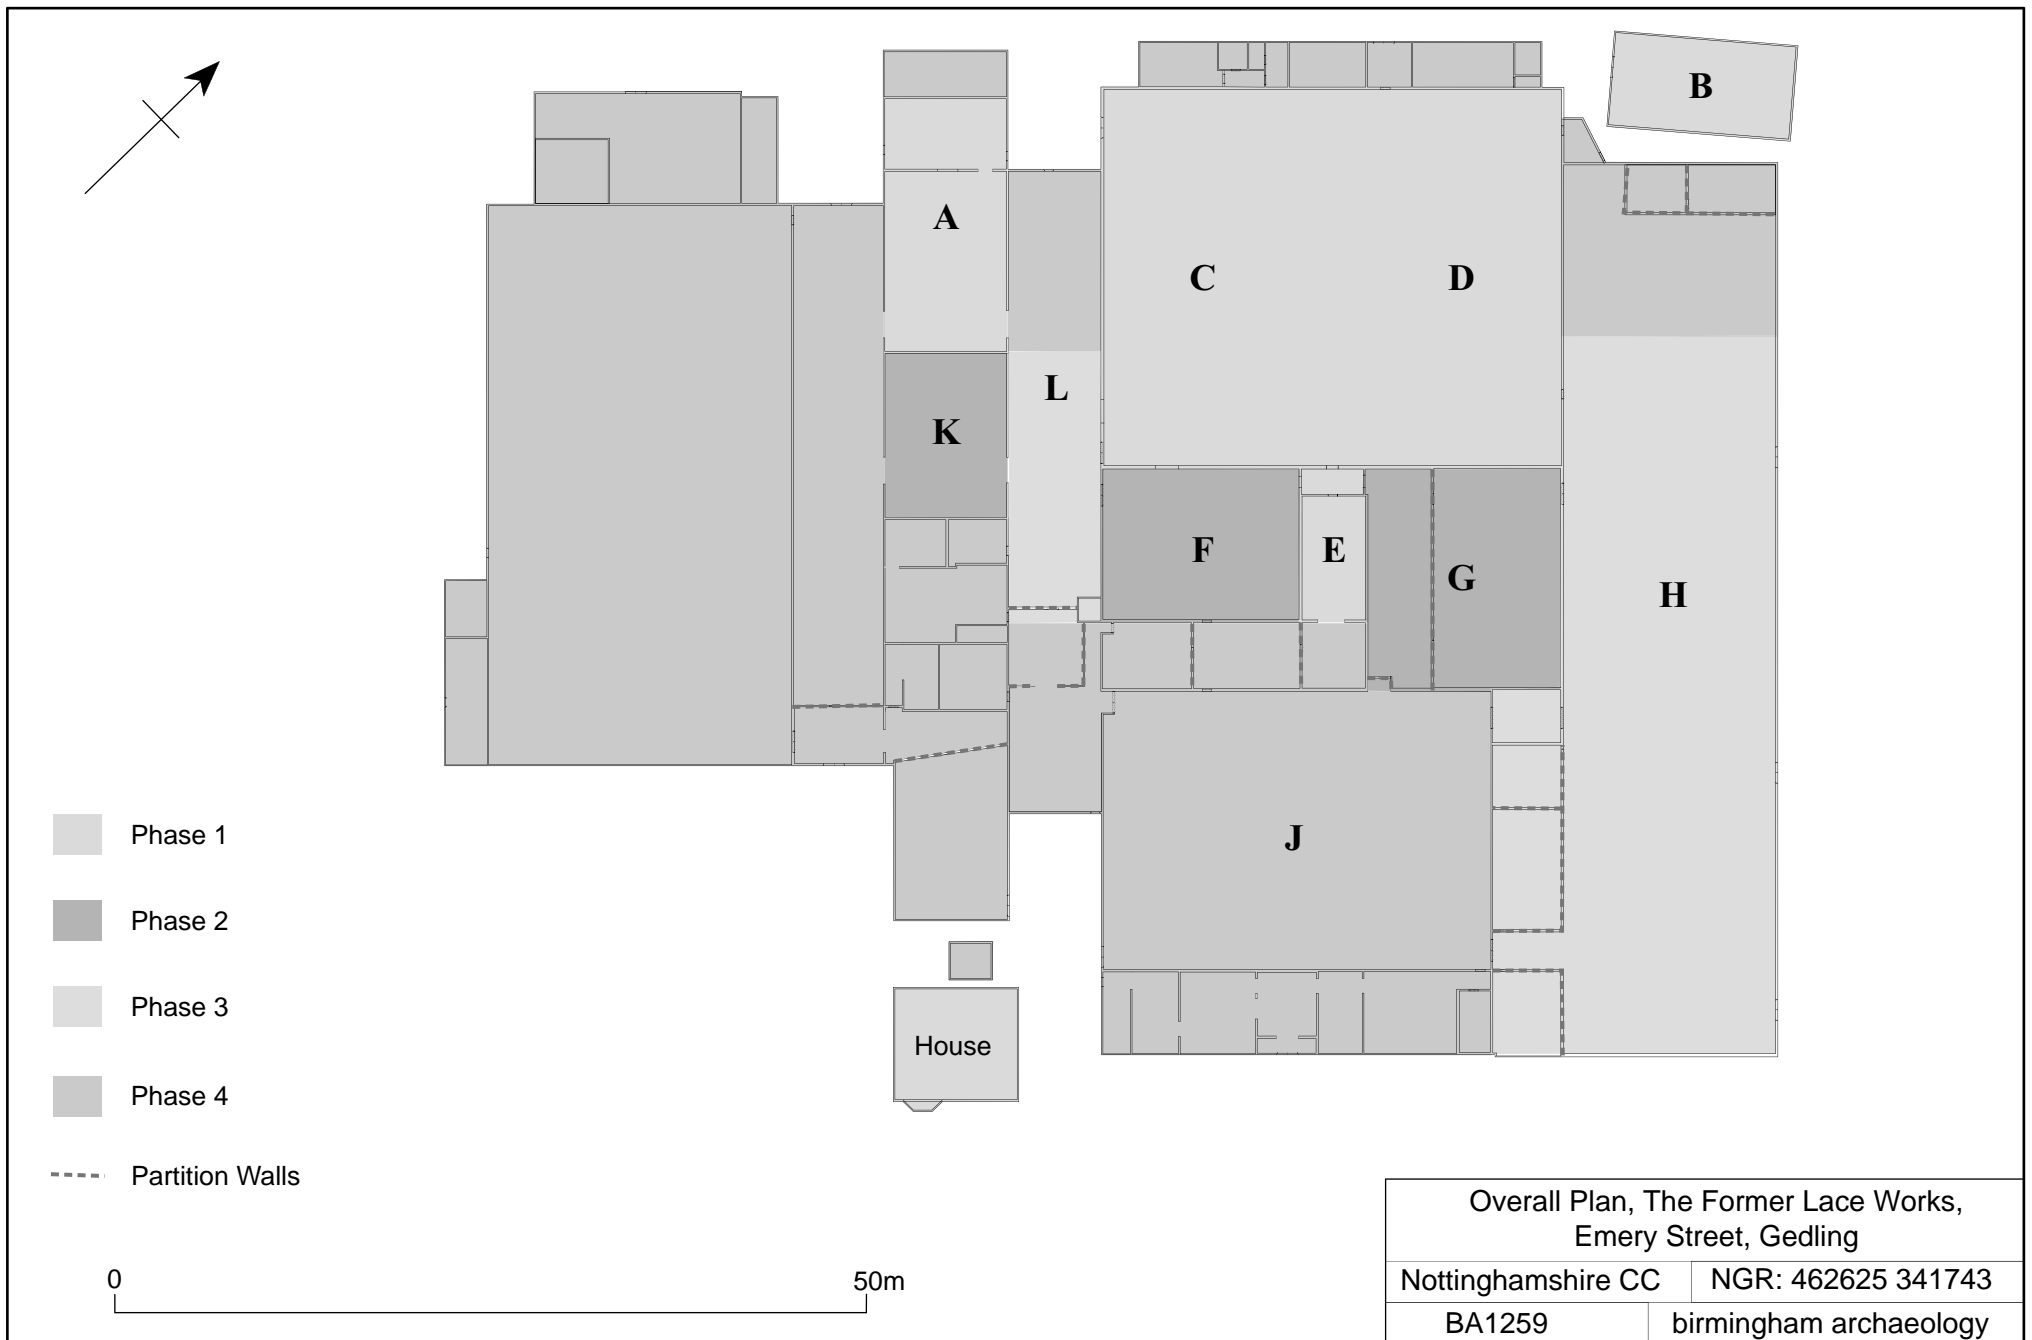 B
A
C
D
L
K
F
E
G
H
J
House
Phase 1
Phase 2
Phase 3
Phase 4
Partition Walls
0
50m
Overall Plan, The Former Lace Works,
Emery Street, Gedling
Nottinghamshire CC
NGR: 462625 341743
BA1259
birmingham archaeology